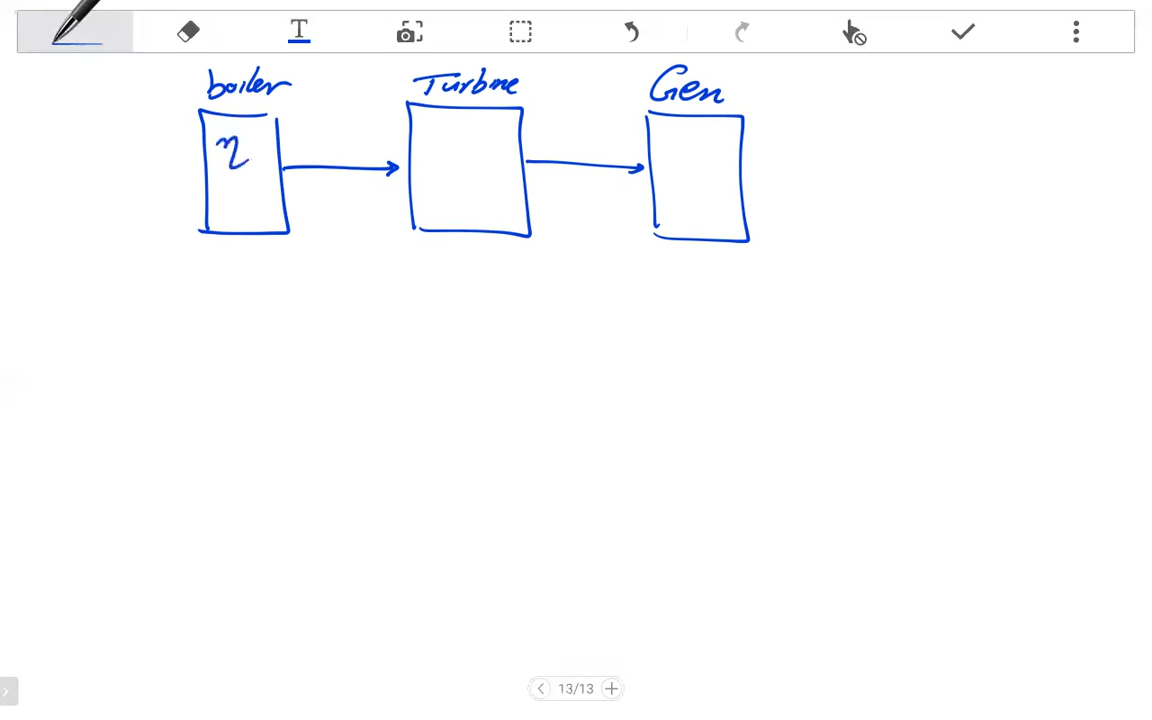 T
boiler Turbine Gen
η
13/13